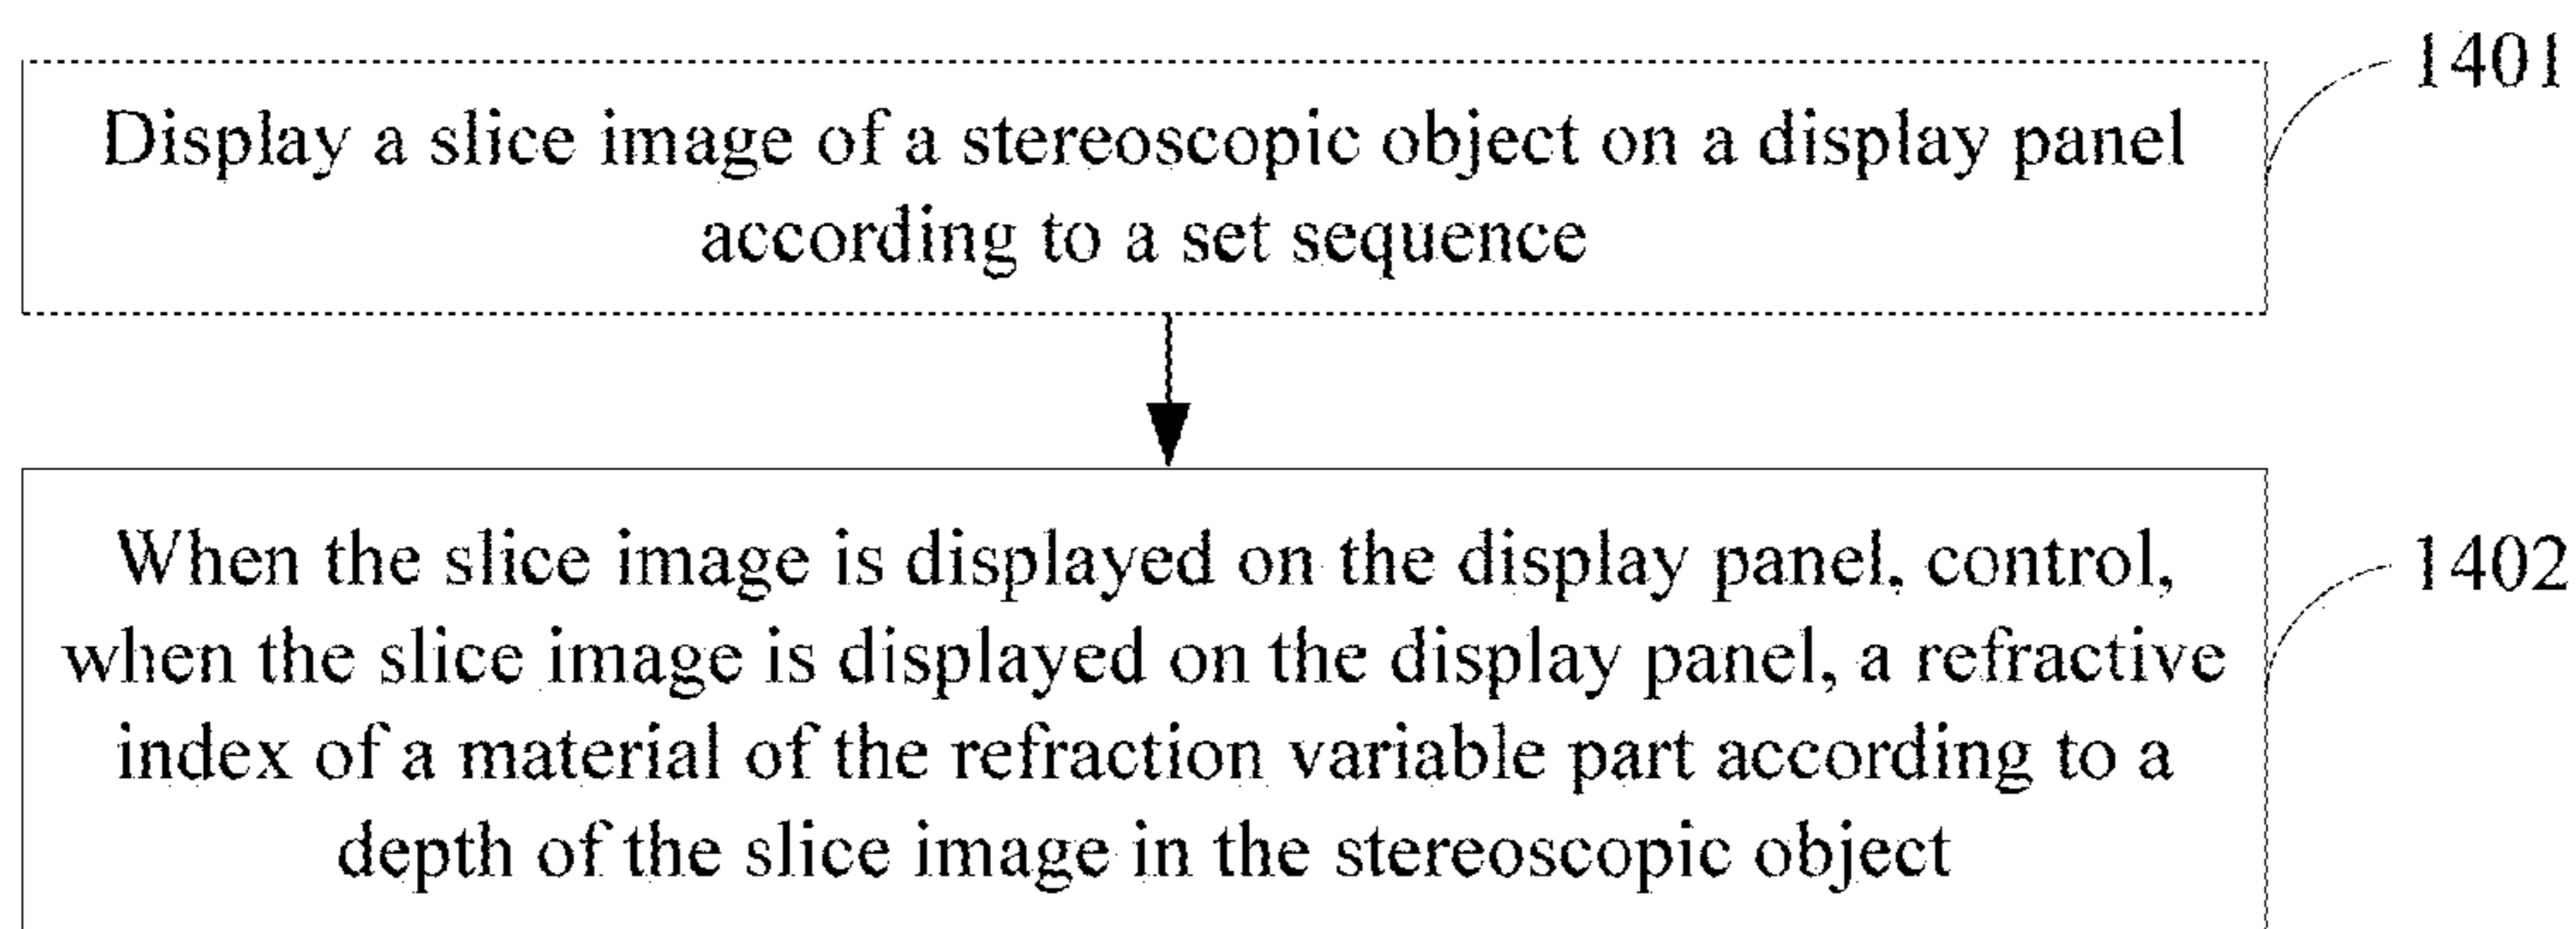 1401
Display a slice image of a stereoscopic object on a display panel
according to a set sequence
1402
When the slice image is displayed on the display panel, control,
when the slice image is displayed on the display panel, a refractive
index of a material of the refraction variable part according to a
depth of the slice image in the stereoscopic object